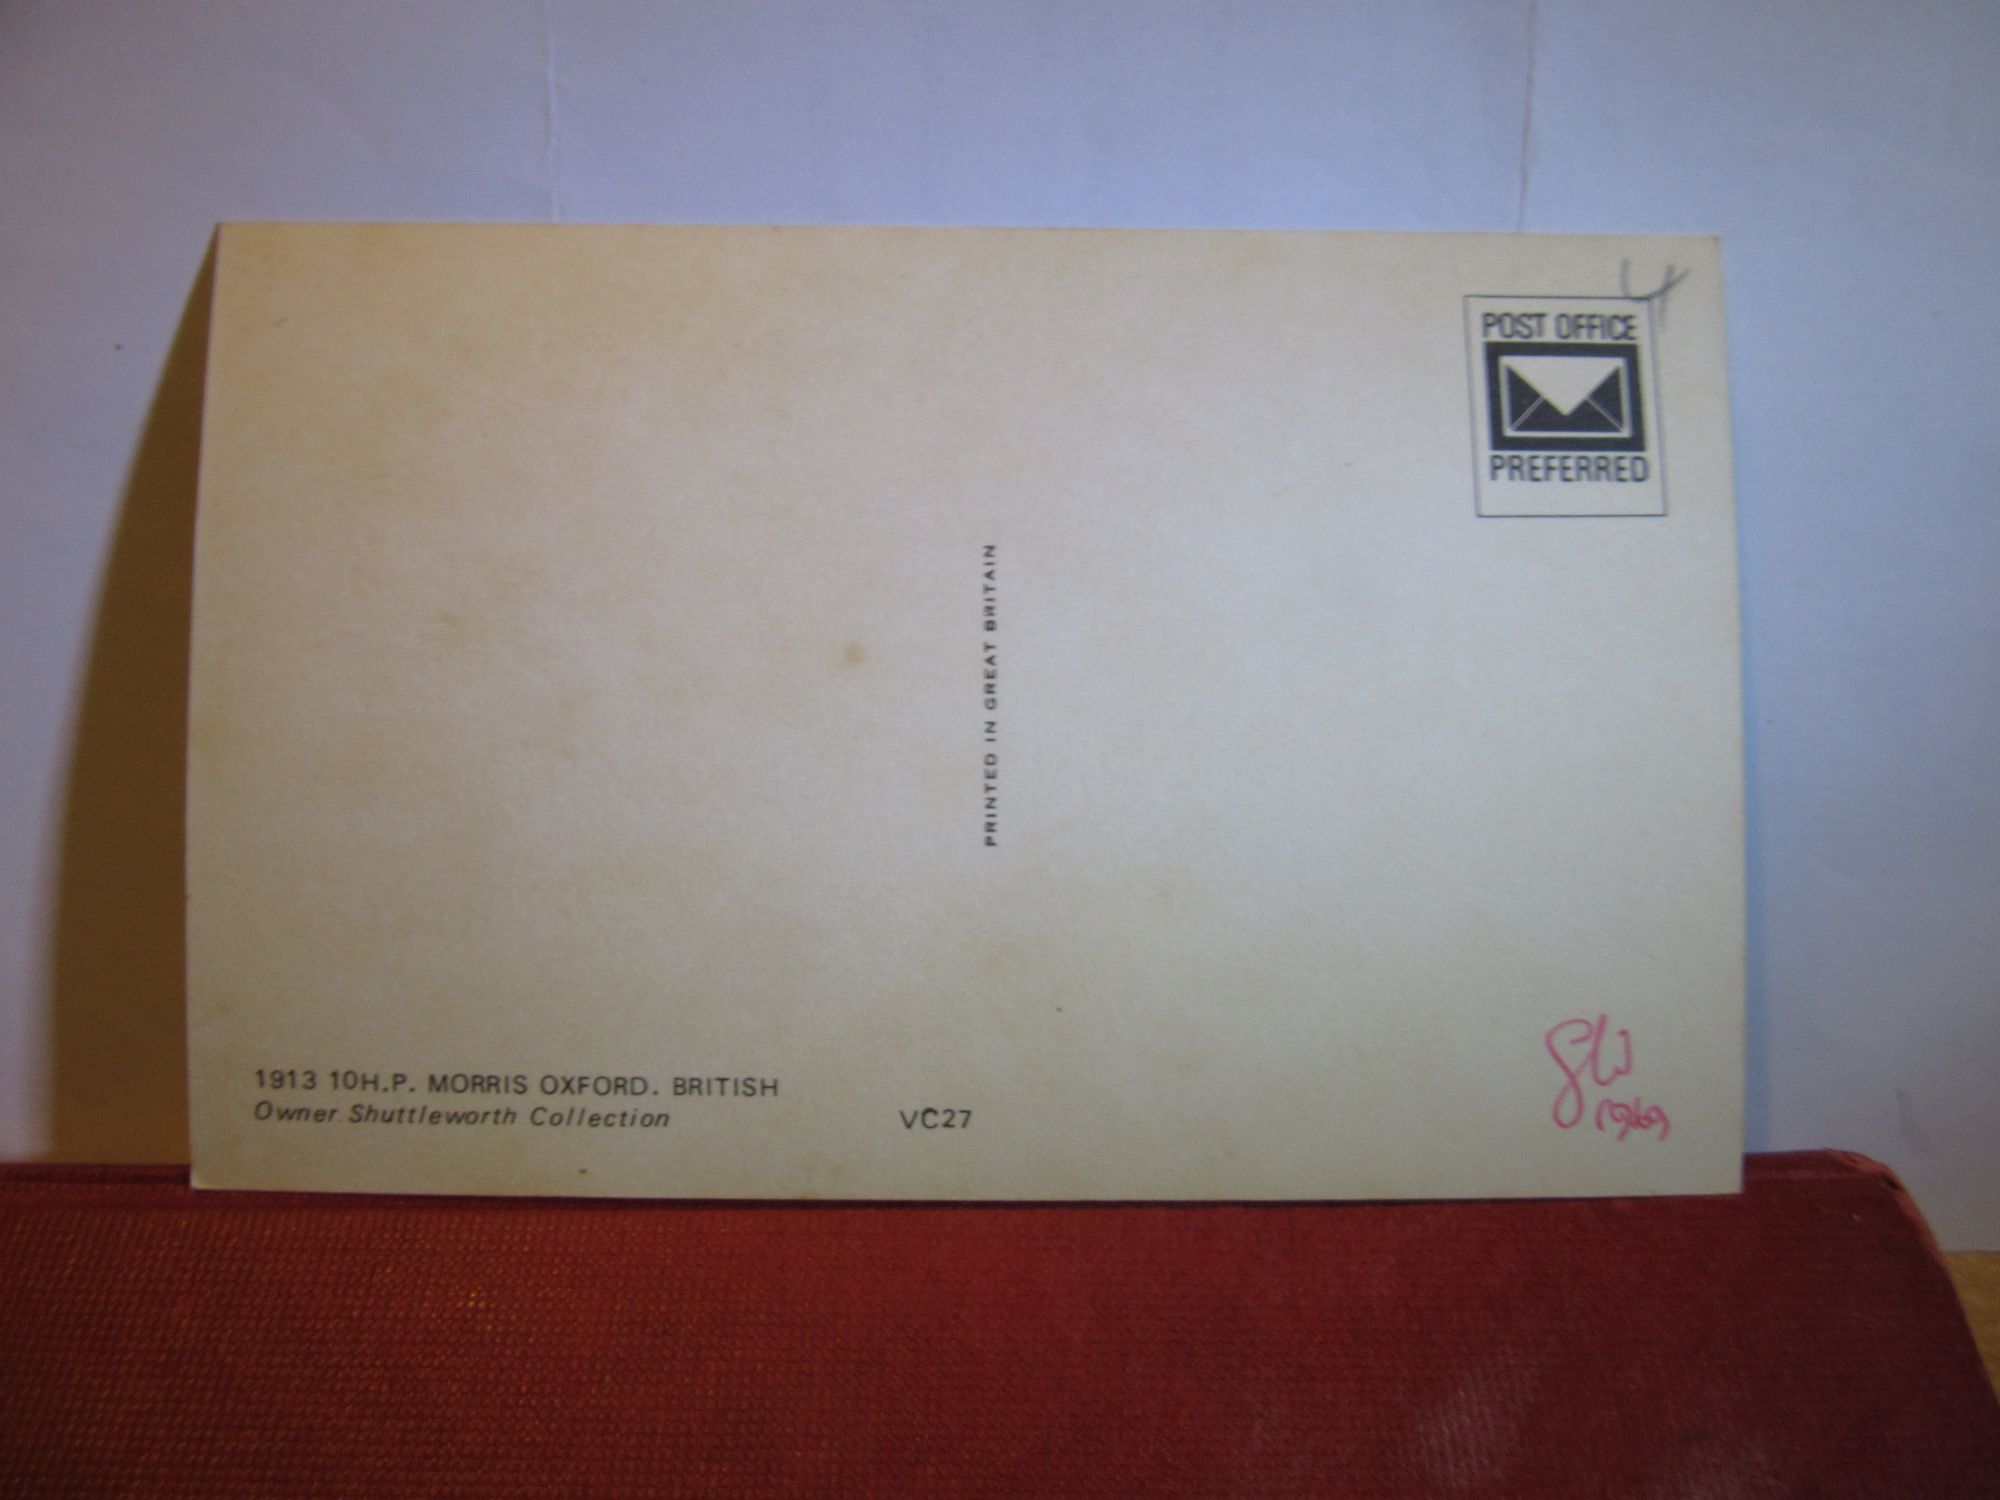 POST OFFICE
PREFERRED
PRINTED IN GREAT BRITAIN
1913 10H.P. MORRIS OXFORD. BRITISH
Owner Shuttleworth Collection
VC27